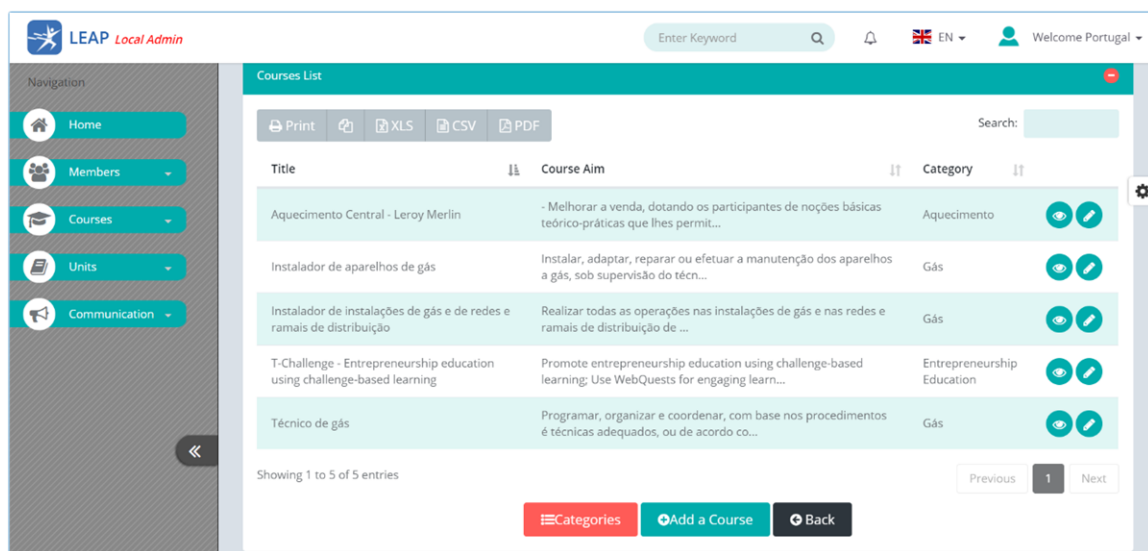 LEAP Local Admin
Enter Keyword
EN
Welcome Portugal
Navigation
Home
Members
Courses
Units
Communication
Courses List
Print
XLS
CSV
PDF
Search:
Title
Course Aim
Category
Aquecimento Central - Leroy Merlin
- Melhorar a venda, dotando os participantes de noções básicas
teórico-práticas que lhes permit...
Aquecimento
Instalador de aparelhos de gás
Instalar, adaptar, reparar ou efetuar a manutenção dos aparelhos
a gás, sob supervisão do técn...
Gás
Instalador de instalações de gás e de redes e
ramais de distribuição
Realizar todas as operações nas instalações de gás e nas redes e
ramais de distribuição de ...
Gás
T-Challenge - Entrepreneurship education
using challenge-based learning
Promote entrepreneurship education using challenge-based
learning; Use WebQuests for engaging learn...
Entrepreneurship
Education
Técnico de gás
Programar, organizar e coordenar, com base nos procedimentos
é técnicas adequados, ou de acordo co...
Gás
Showing 1 to 5 of 5 entries
Previous
1
Next
Categories
Add a Course
Back